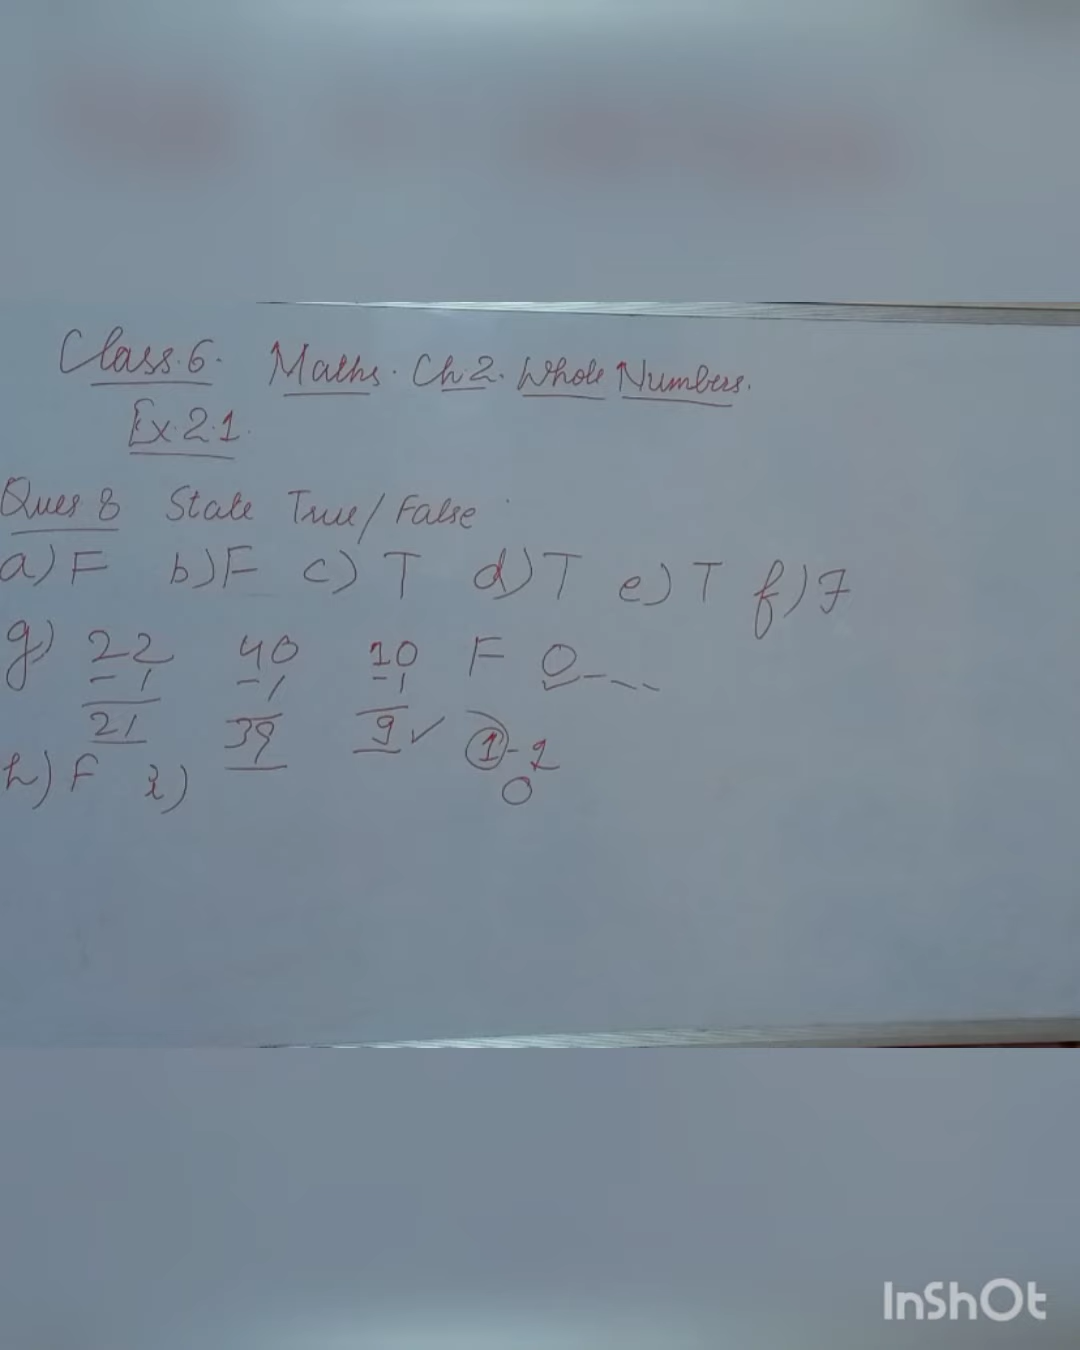 Class.6. Maths. Ch.2. Whole Numbers.
Ex.2.1.
Ques 8 State True/False
a) F b) F c) T d) T e) T f) F
g) 22 40 10 F 0
-1 -1 -1
21 39 9 ✓ 1-1
h) F i) 0
InShOt